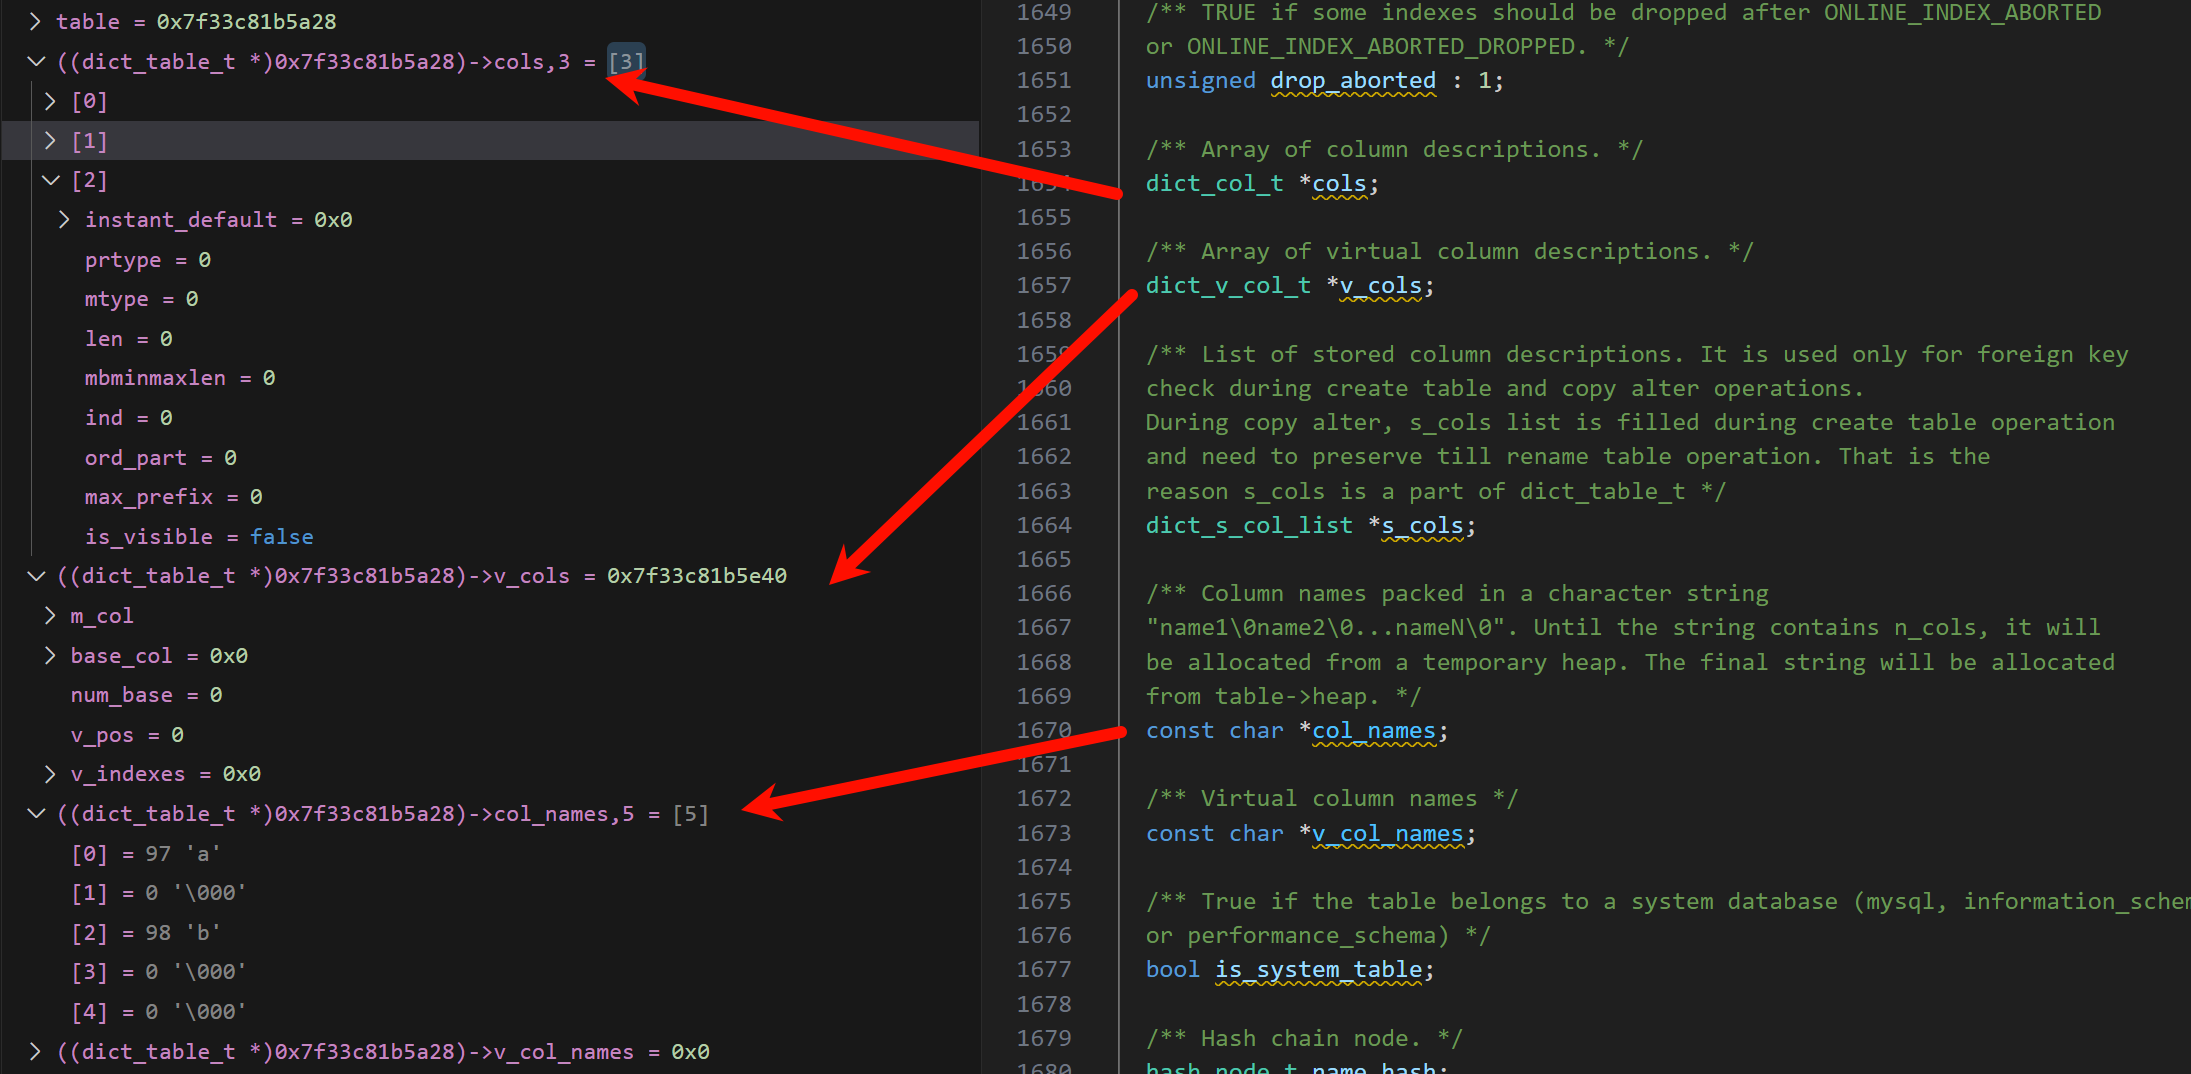 table = 0x7f33c81b5a28
((dict_table_t *)0x7f33c81b5a28)->cols,3 = [3]
[0]
[1]
[2]
instant_default = 0x0
prtype = 0
mtype = 0
len = 0
mbminmaxlen = 0
ind = 0
ord_part = 0
max_prefix = 0
is_visible = false
((dict_table_t *)0x7f33c81b5a28)->v_cols = 0x7f33c81b5e40
m_col
base_col = 0x0
num_base = 0
v_pos = 0
v_indexes = 0x0
((dict_table_t *)0x7f33c81b5a28)->col_names,5 = [5]
[0] = 97 'a'
[1] = 0 '\000'
[2] = 98 'b'
[3] = 0 '\000'
[4] = 0 '\000'
((dict_table_t *)0x7f33c81b5a28)->v_col_names = 0x0
1649 /** TRUE if some indexes should be dropped after ONLINE_INDEX_ABORTED
1650 or ONLINE_INDEX_ABORTED_DROPPED. */
1651 unsigned drop_aborted : 1;
1652
1653 /** Array of column descriptions. */
1654 dict_col_t *cols;
1655
1656 /** Array of virtual column descriptions. */
1657 dict_v_col_t *v_cols;
1658
1659 /** List of stored column descriptions. It is used only for foreign key
1660 check during create table and copy alter operations.
1661 During copy alter, s_cols list is filled during create table operation
1662 and need to preserve till rename table operation. That is the
1663 reason s_cols is a part of dict_table_t */
1664 dict_s_col_list *s_cols;
1665
1666 /** Column names packed in a character string
1667 "name1\0name2\0...nameN\0". Until the string contains n_cols, it will
1668 be allocated from a temporary heap. The final string will be allocated
1669 from table->heap. */
1670 const char *col_names;
1671
1672 /** Virtual column names */
1673 const char *v_col_names;
1674
1675 /** True if the table belongs to a system database (mysql, information_schem
1676 or performance_schema) */
1677 bool is_system_table;
1678
1679 /** Hash chain node. */
1680 hash_node_t name_hash;